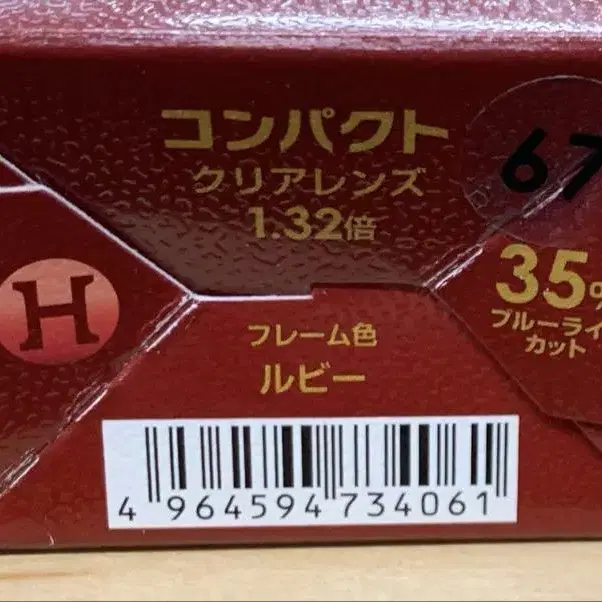 コンパクト
クリアレンズ
1.32倍
67
35%
ブルーライ
カット
H
フレーム色
ルビー
4 964594 734061